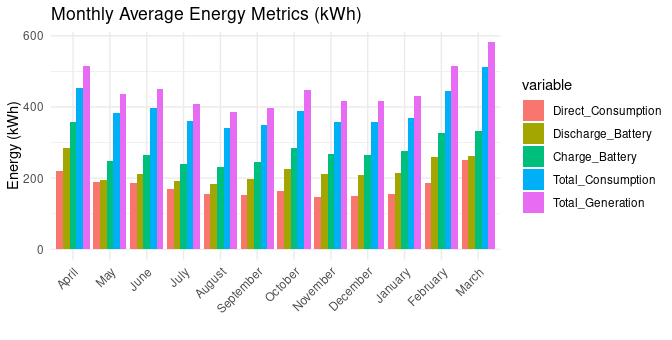 Monthly Average Energy Metrics (kWh)
Energy (kWh)
600
400
200
0
April
May
June
July
August
September
October
November
December
January
February
March
variable
Direct_Consumption
Discharge_Battery
Charge_Battery
Total_Consumption
Total_Generation